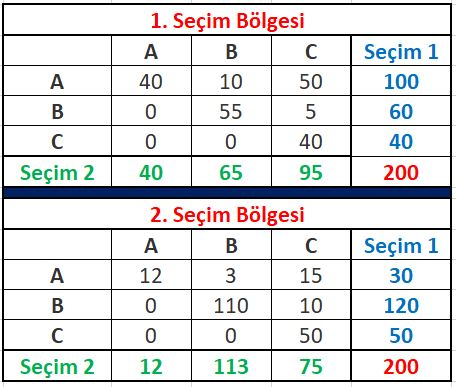 1. Seçim Bölgesi
A B C Seçim 1
A 40 10 50 100
B 0 55 5 60
C 0 0 40 40
Seçim 2 40 65 95 200
2. Seçim Bölgesi
A B C Seçim 1
A 12 3 15 30
B 0 110 10 120
C 0 0 50 50
Seçim 2 12 113 75 200